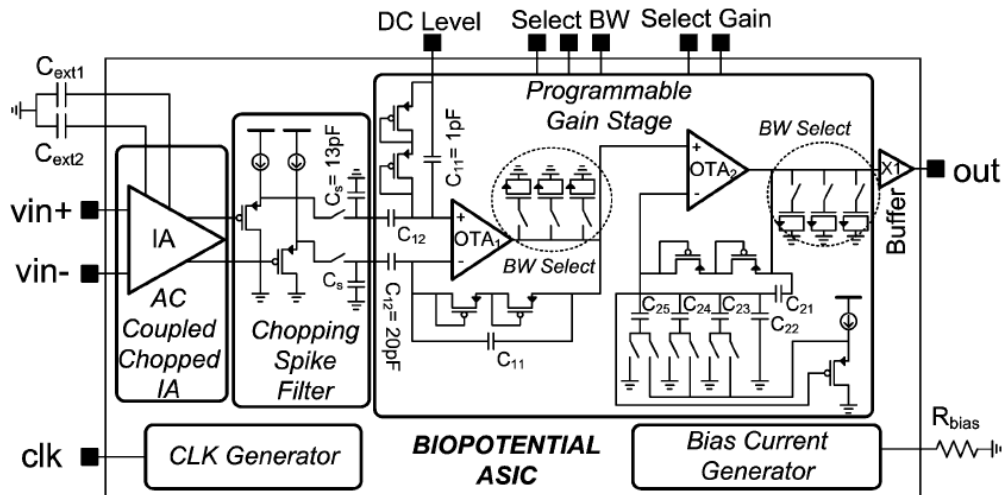 DC Level
Select BW
Select Gain
Cext1
Cext2
Programmable
Gain Stage
BW Select
Cs= 13pF
C11= 1pF
vin+
vin-
IA
AC
Coupled
Chopped
IA
Cs
Chopping
Spike
Filter
C12
C12= 20pF
+
-
OTA1
BW Select
C11
+
-
OTA2
X1
Buffer
out
C25
C24
C23
C21
C22
clk
CLK Generator
BIOPOTENTIAL
ASIC
Bias Current
Generator
Rbias